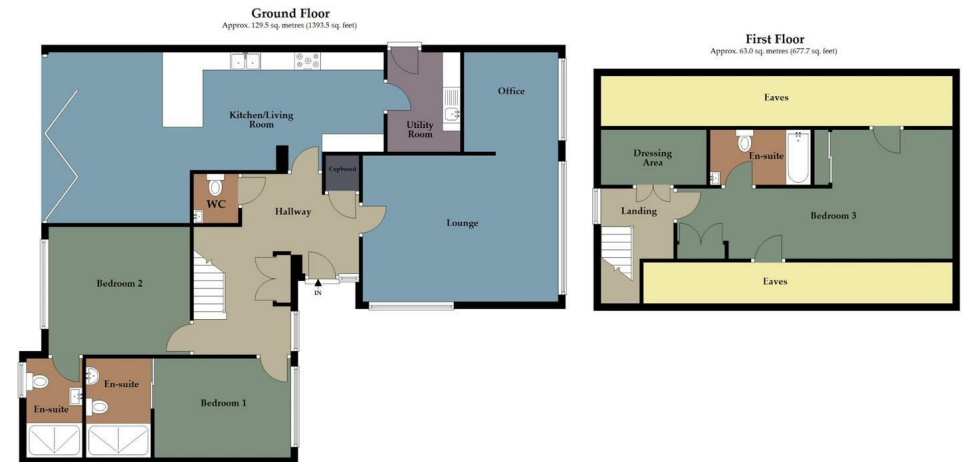 Ground Floor
Approx. 129.5 sq. metres (1393.5 sq. feet)
Kitchen/Living
Room
Utility
Room
Office
Cupboard
WC
Hallway
Lounge
Bedroom 2
IN
En-suite
En-suite
Bedroom 1
First Floor
Approx. 63.0 sq. metres (677.7 sq. feet)
Eaves
Dressing
Area
En-suite
Landing
Bedroom 3
Eaves